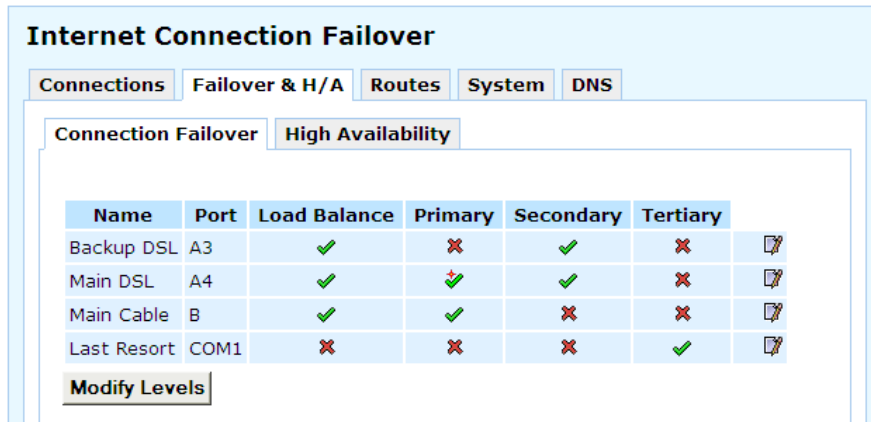 Internet Connection Failover
Connections Failover & H/A Routes System DNS
Connection Failover High Availability
Name Port Load Balance Primary Secondary Tertiary
Backup DSL A3
Main DSL A4
Main Cable B
Last Resort COM1
Modify Levels